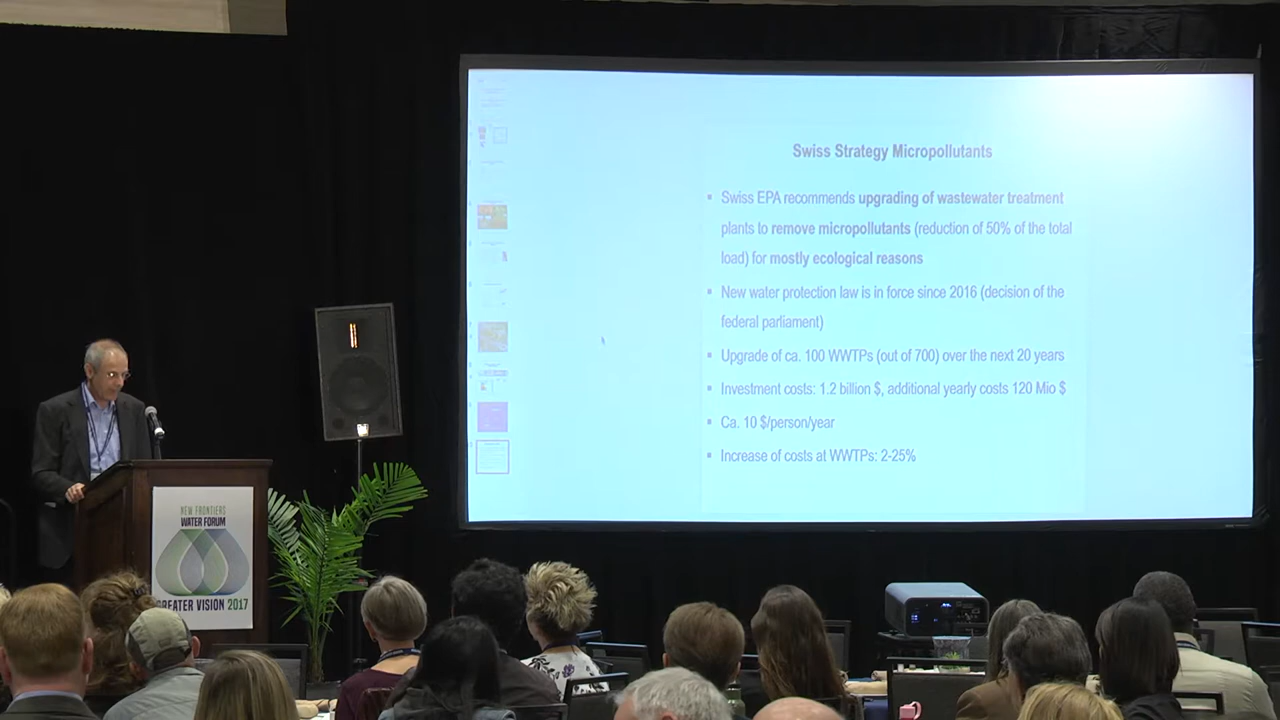 Swiss Strategy Micropollutants
▪ Swiss EPA recommends upgrading of wastewater treatment
plants to remove micropollutants (reduction of 50% of the total
load) for mostly ecological reasons
▪ New water protection law is in force since 2016 (decision of the
federal parliament)
▪ Upgrade of ca. 100 WWTPs (out of 700) over the next 20 years
▪ Investment costs: 1.2 billion $, additional yearly costs 120 Mio $
▪ Ca. 10 $/person/year
▪ Increase of costs at WWTPs: 2-25%
NEW FRONTIERS
WATER FORUM
GREATER VISION 2017